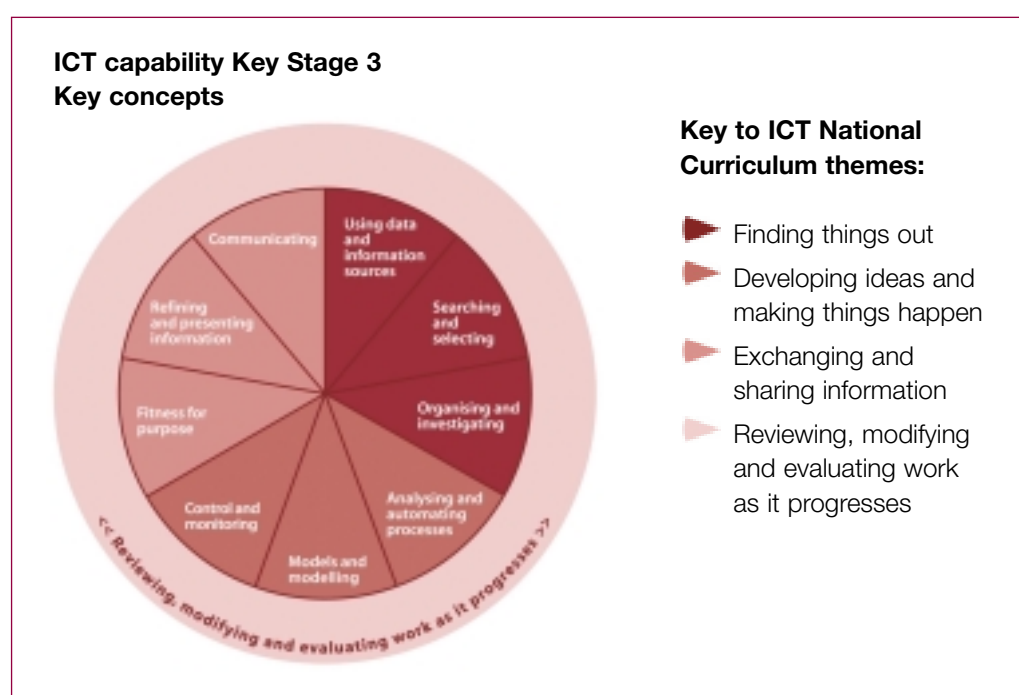 ICT capability Key Stage 3
Key concepts
Key to ICT National
Curriculum themes:
Finding things out
Developing ideas and
making things happen
Exchanging and
sharing information
Reviewing, modifying
and evaluating work
as it progresses
Using data
and
information
sources
Searching
and
selecting
Organising and
investigating
Analysing and
automating
processes
Models and
modelling
Control and
monitoring
Fitness for
purpose
Refining
and presenting
information
Communicating
<< Reviewing, modifying and evaluating work as it progresses >>